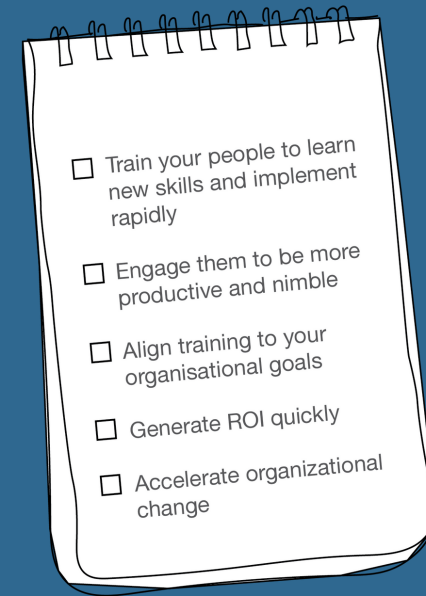 Train your people to learn
new skills and implement
rapidly
Engage them to be more
productive and nimble
Align training to your
organisational goals
Generate ROI quickly
Accelerate organizational
change